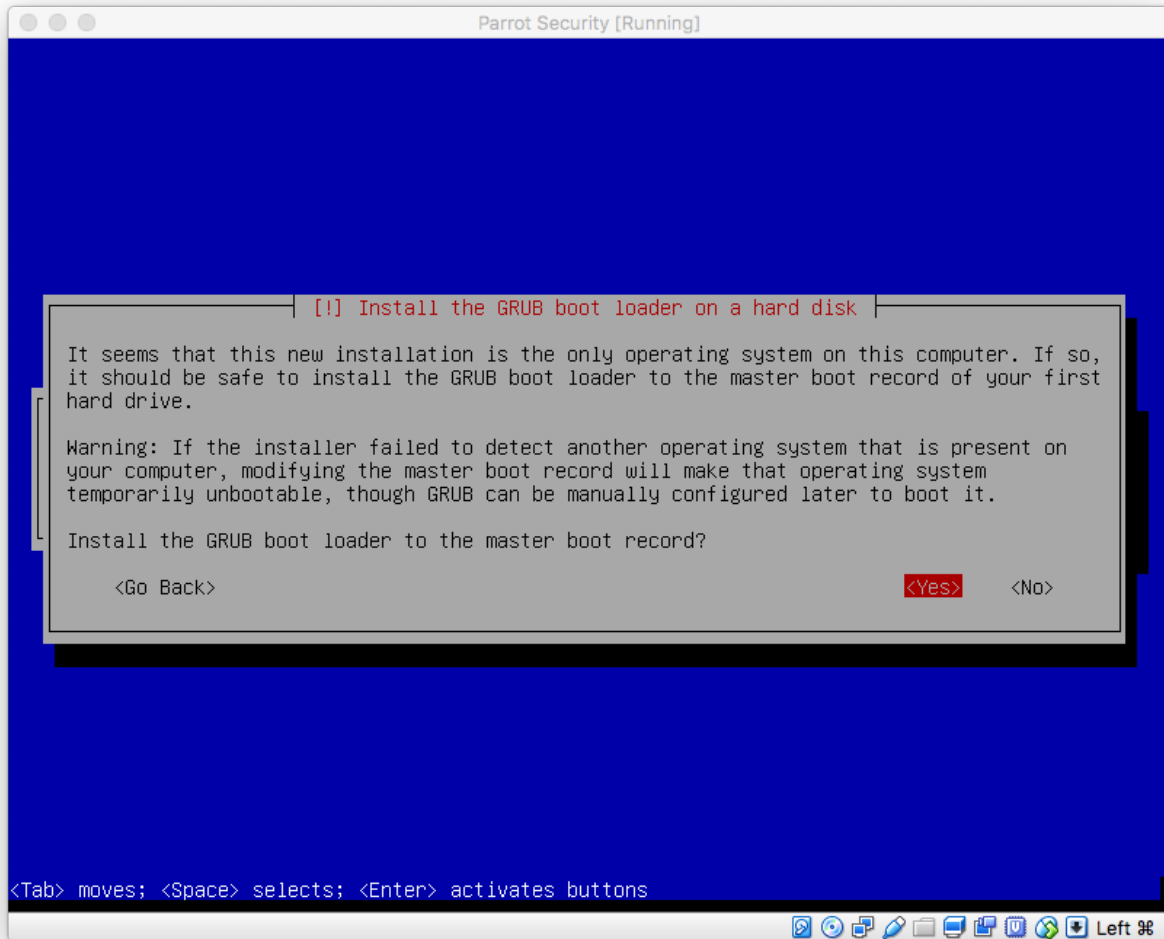 Parrot Security [Running]
[!] Install the GRUB boot loader on a hard disk
It seems that this new installation is the only operating system on this computer. If so,
it should be safe to install the GRUB boot loader to the master boot record of your first
hard drive.
Warning: If the installer failed to detect another operating system that is present on
your computer, modifying the master boot record will make that operating system
temporarily unbootable, though GRUB can be manually configured later to boot it.
Install the GRUB boot loader to the master boot record?
<Go Back> <Yes> <No>
<Tab> moves; <Space> selects; <Enter> activates buttons
Left ⌘